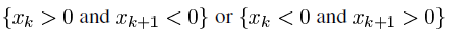 {x_k > 0 and x_{k+1} < 0} or {x_k < 0 and x_{k+1} > 0}